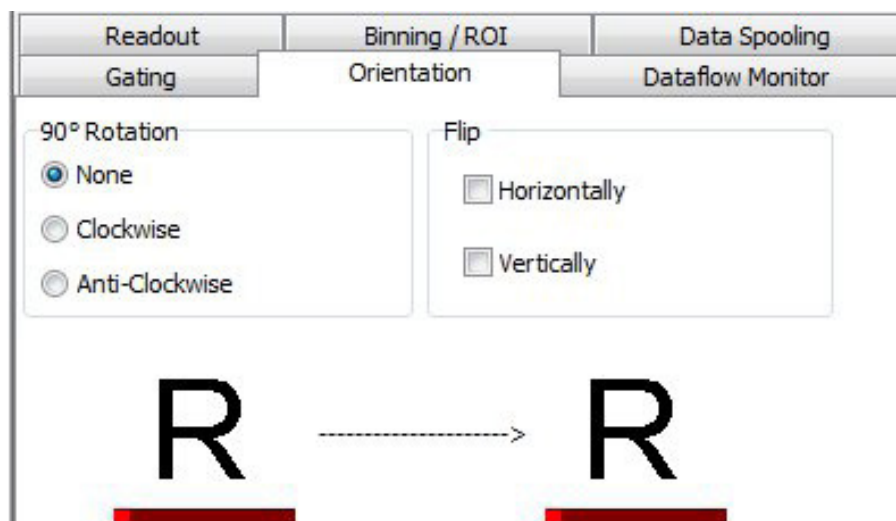 Readout Binning / ROI Data Spooling
Gating Orientation Dataflow Monitor
90° Rotation Flip
None
Horizontally
Clockwise
Vertically
Anti-Clockwise
R -----------------> R